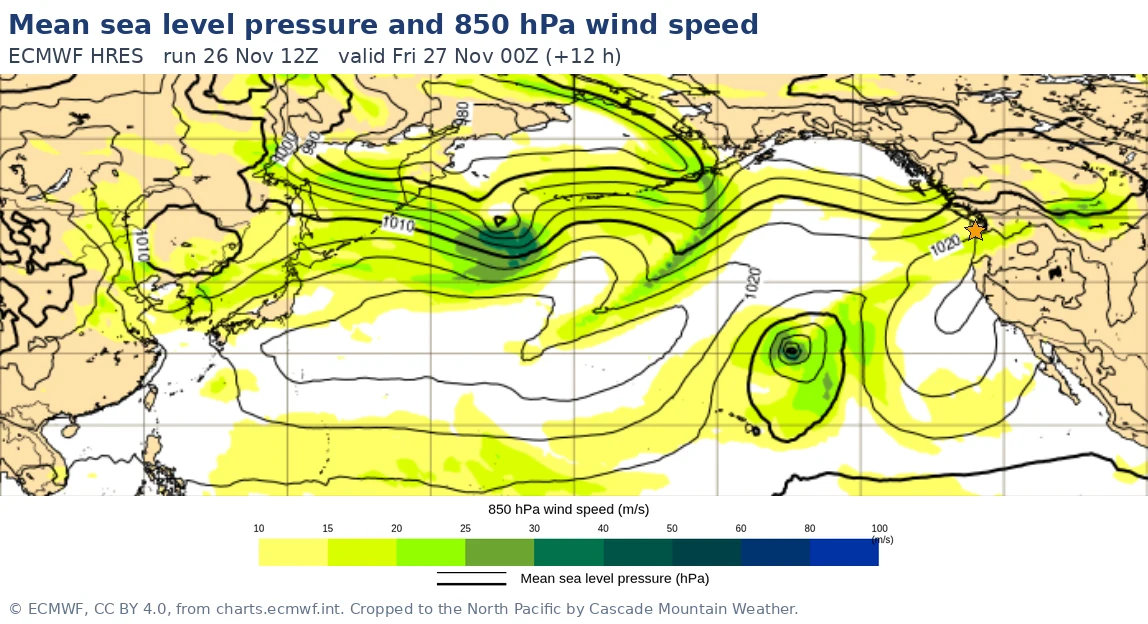 Mean sea level pressure and 850 hPa wind speed
ECMWF HRES   run 26 Nov 12Z   valid Fri 27 Nov 00Z (+12 h)
980
1000
990
1010
1010
1020
1020
850 hPa wind speed (m/s)
10 15 20 25 30 40 50 60 80 100
(m/s)
Mean sea level pressure (hPa)
© ECMWF, CC BY 4.0, from charts.ecmwf.int. Cropped to the North Pacific by Cascade Mountain Weather.